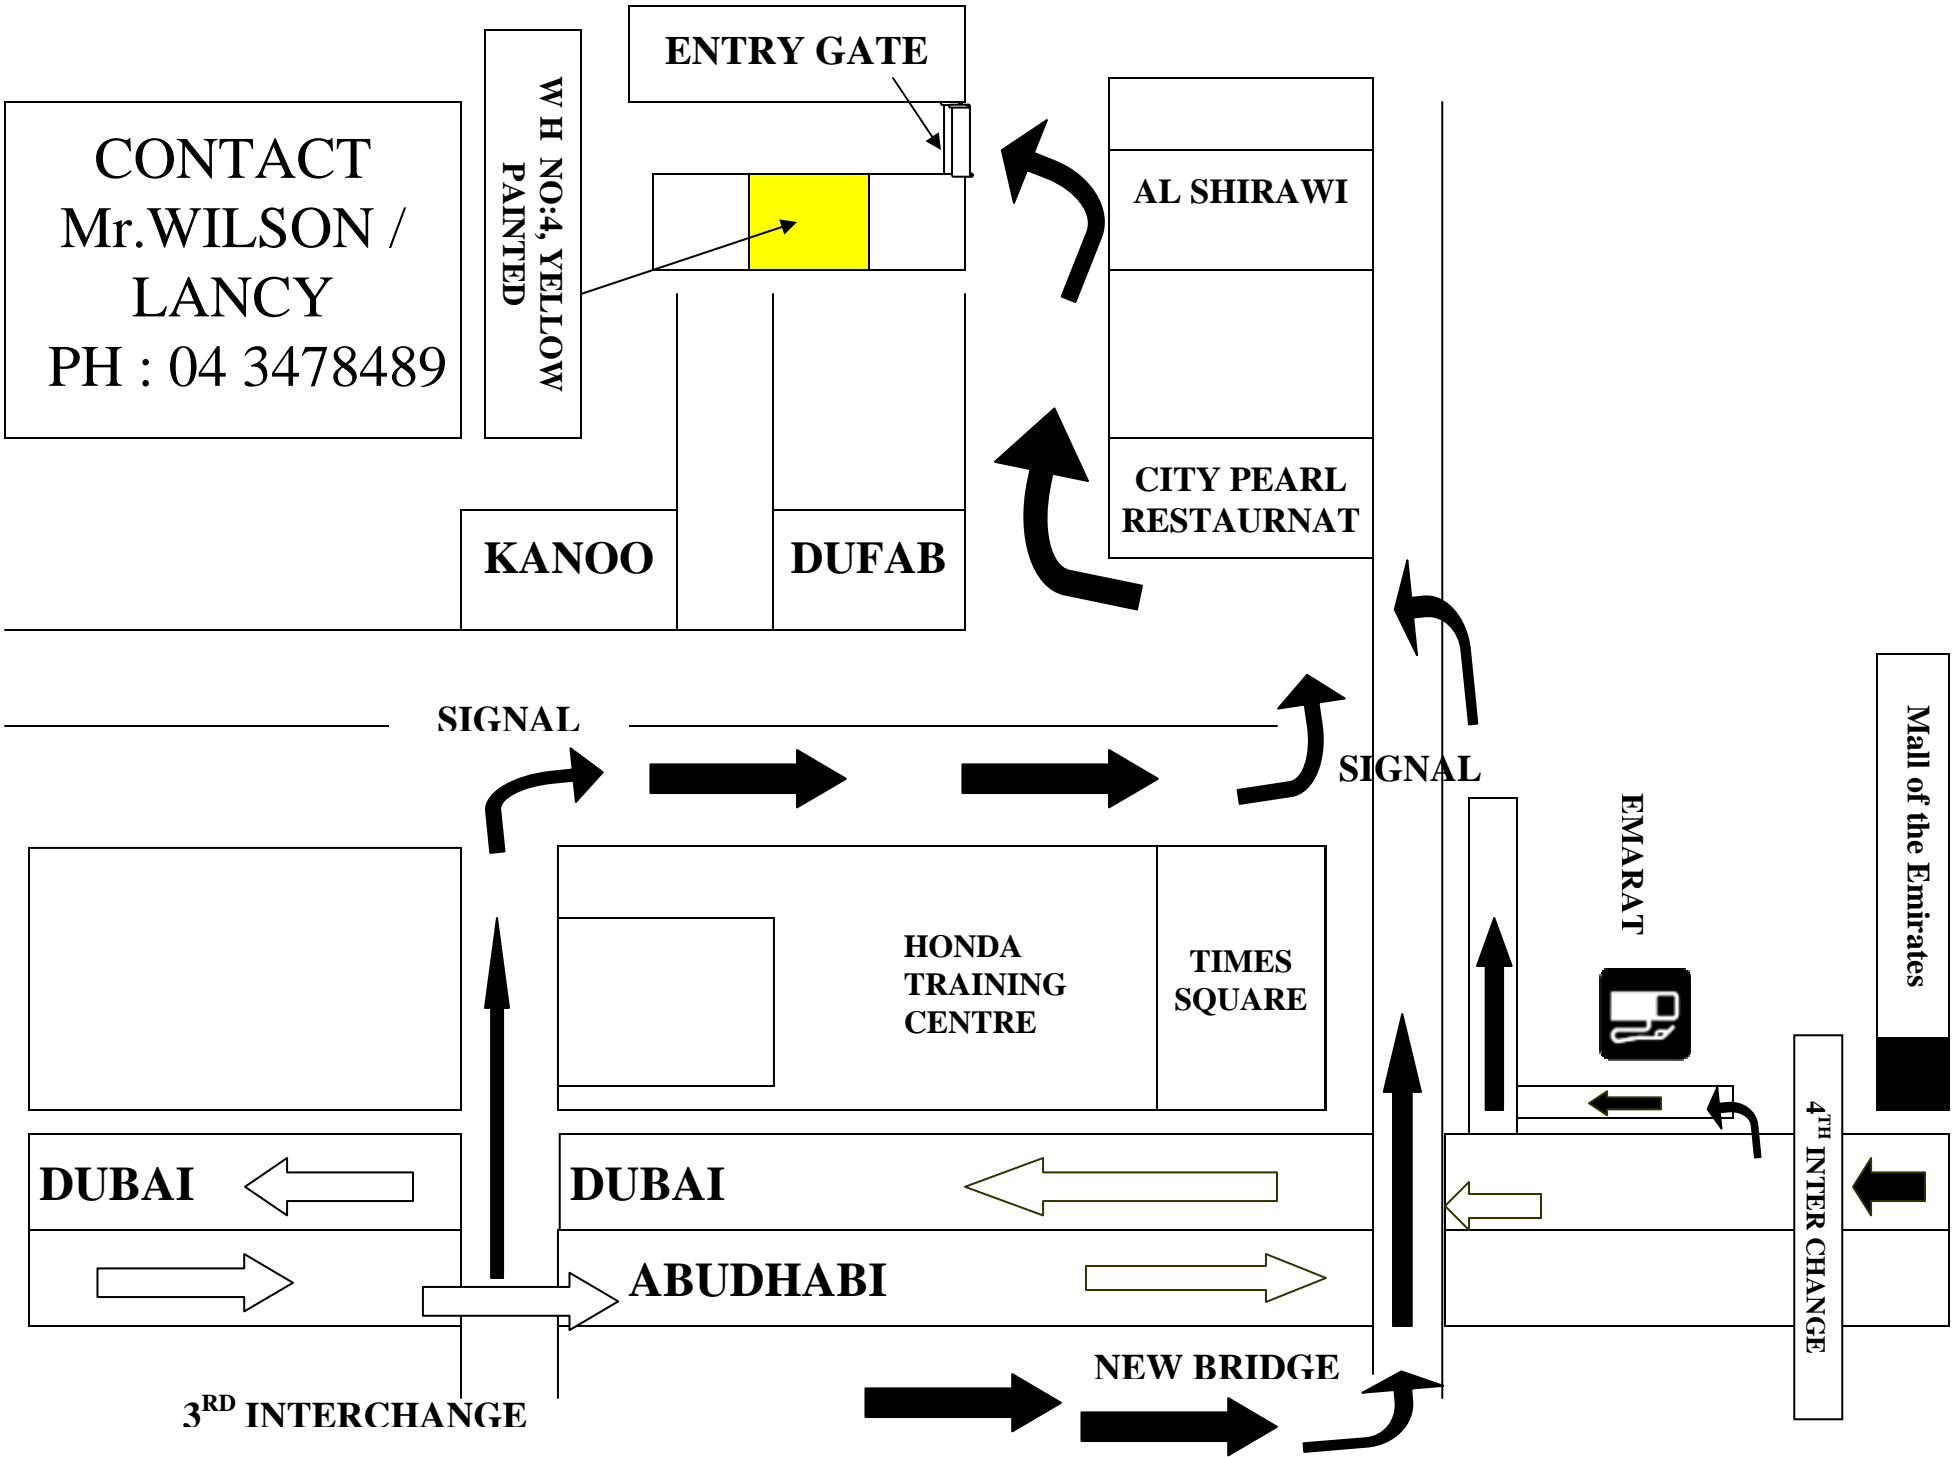 ENTRY GATE
W H NO:4, YELLOW
PAINTED
CONTACT
Mr.WILSON /
LANCY
PH : 04 3478489
AL SHIRAWI
CITY PEARL
RESTAURNAT
KANOO
DUFAB
SIGNAL
SIGNAL
Mall of the Emirates
EMARAT
HONDA
TRAINING
CENTRE
TIMES
SQUARE
4TH INTER CHANGE
DUBAI
DUBAI
ABUDHABI
NEW BRIDGE
3RD INTERCHANGE